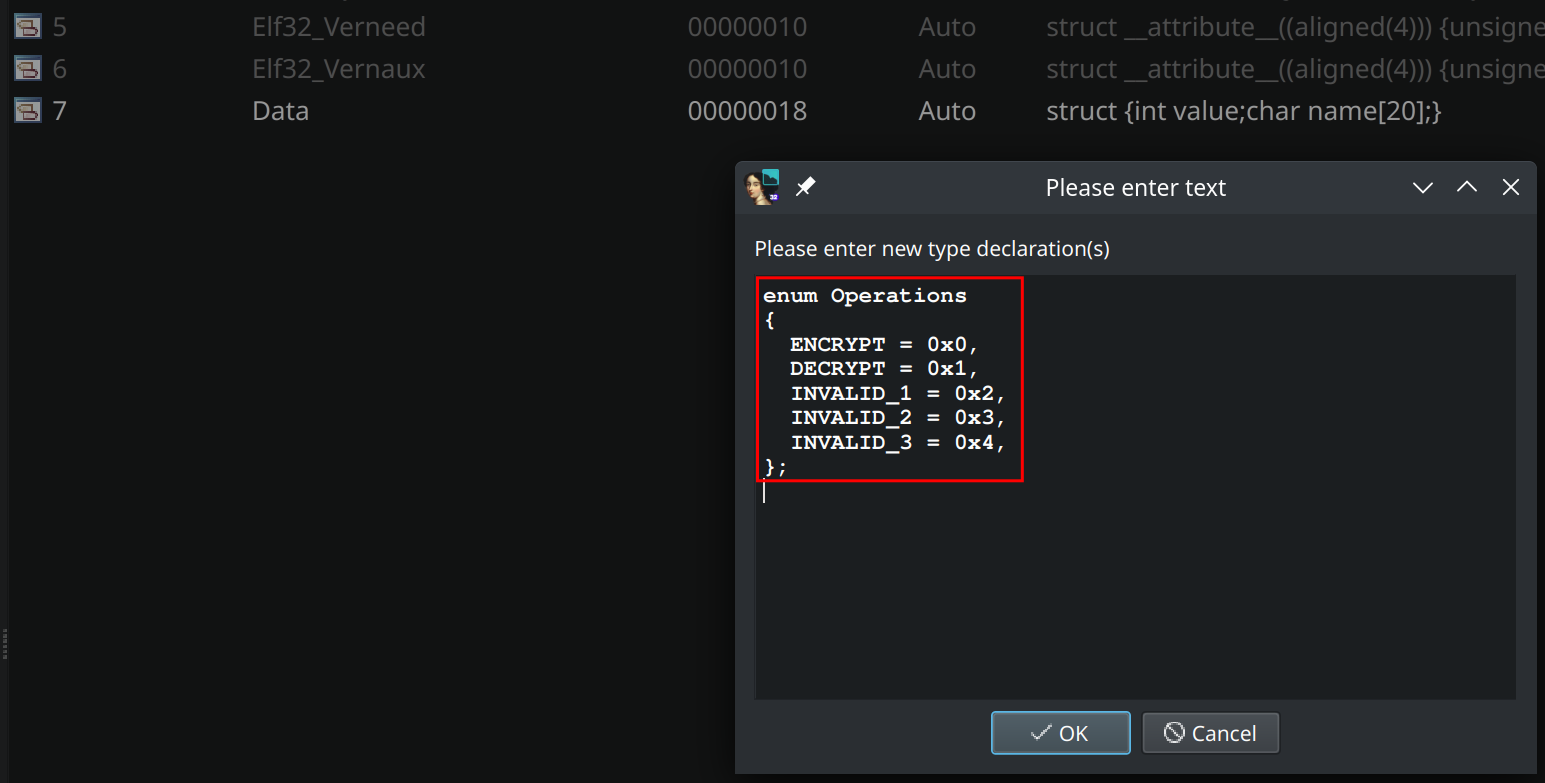 5 Elf32_Verneed 00000010 Auto struct __attribute__((aligned(4))) {unsigne
6 Elf32_Vernaux 00000010 Auto struct __attribute__((aligned(4))) {unsigne
7 Data 00000018 Auto struct {int value;char name[20];}
32 Please enter text
Please enter new type declaration(s)
enum Operations
{
  ENCRYPT = 0x0,
  DECRYPT = 0x1,
  INVALID_1 = 0x2,
  INVALID_2 = 0x3,
  INVALID_3 = 0x4,
};
OK Cancel